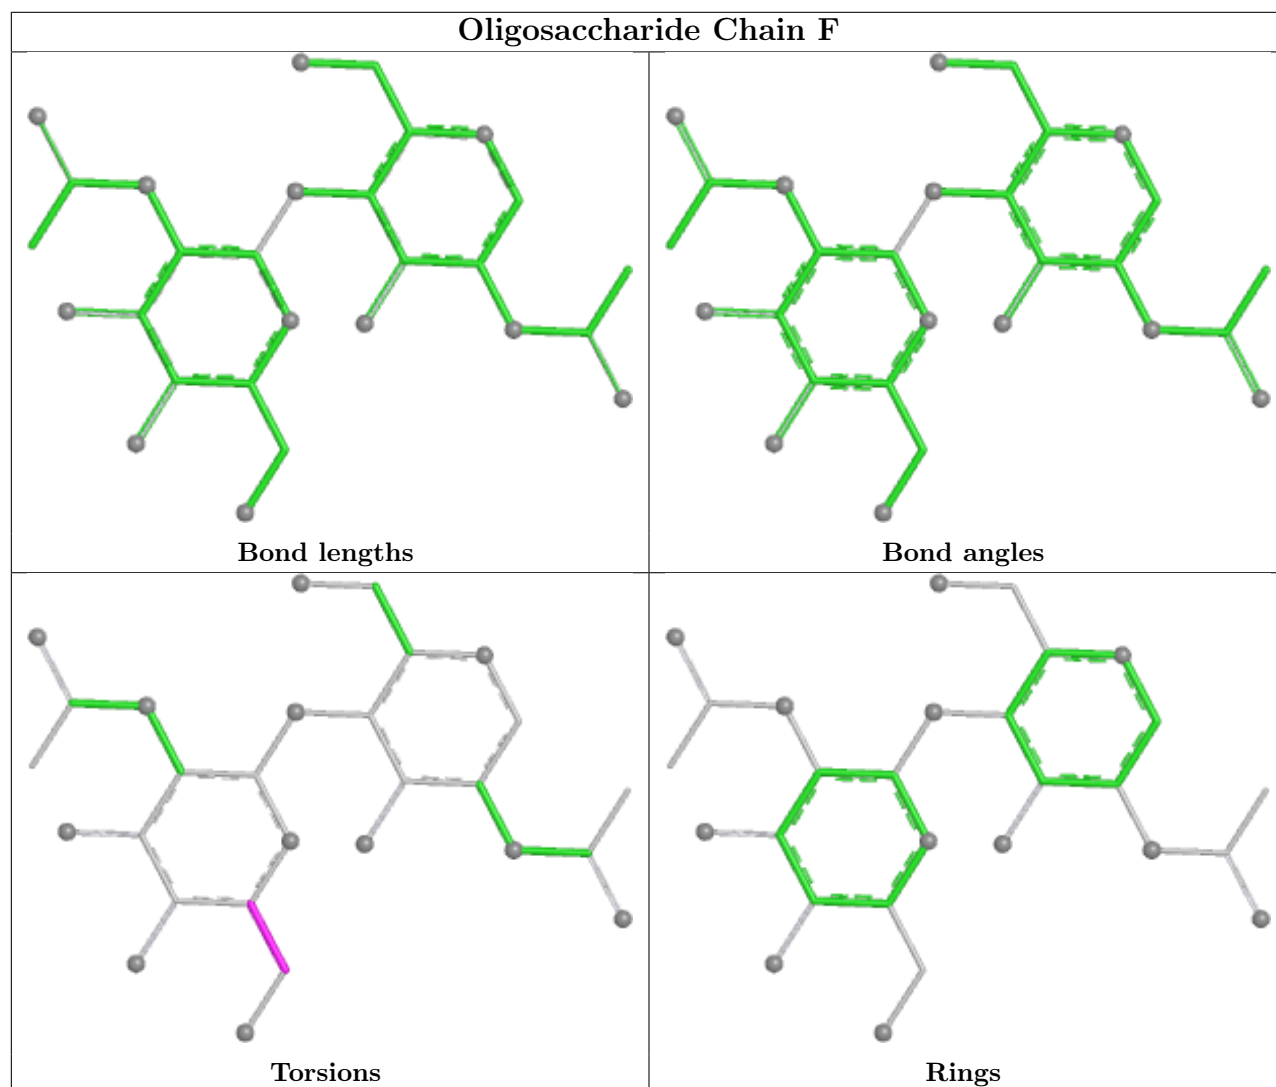 Oligosaccharide Chain F
Bond lengths
Bond angles
Torsions
Rings